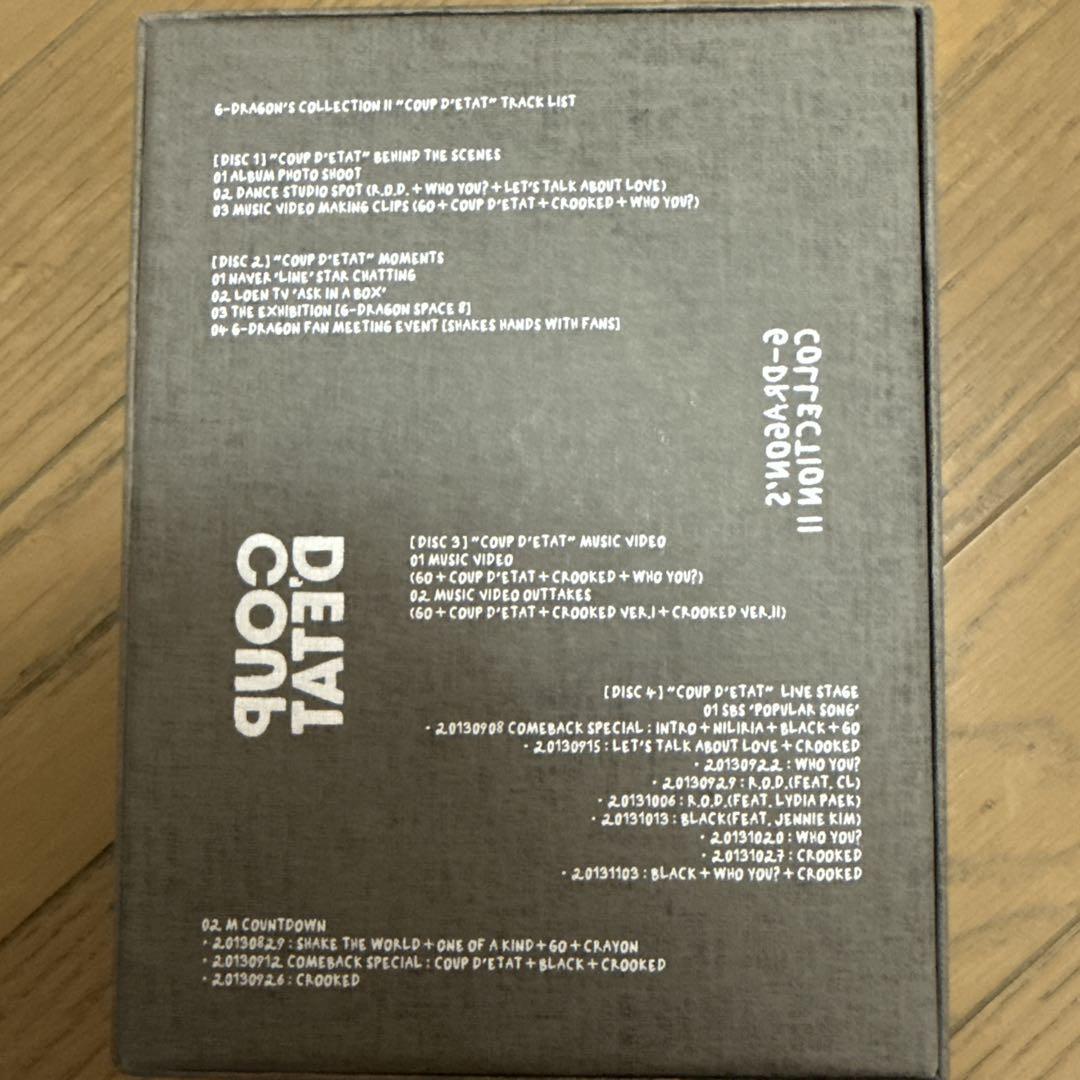 G-DRAGON'S COLLECTION II "COUP D'ETAT" TRACK LIST
[DISC 1] "COUP D'ETAT" BEHIND THE SCENES
01 ALBUM PHOTO SHOOT
02 DANCE STUDIO SPOT (R.O.D. + WHO YOU? + LET'S TALK ABOUT LOVE)
03 MUSIC VIDEO MAKING CLIPS (GO + COUP D'ETAT + CROOKED + WHO YOU?)
[DISC 2] "COUP D'ETAT" MOMENTS
01 NAVER 'LINE' STAR CHATTING
02 LOEN TV 'ASK IN A BOX'
03 THE EXHIBITION [G-DRAGON SPACE 8]
04 G-DRAGON FAN MEETING EVENT [SHAKES HANDS WITH FANS]
G-DRAGON'S
COLLECTION II
COUP
D'ETAT
[DISC 3] "COUP D'ETAT" MUSIC VIDEO
01 MUSIC VIDEO
(GO + COUP D'ETAT + CROOKED + WHO YOU?)
02 MUSIC VIDEO OUTTAKES
(GO + COUP D'ETAT + CROOKED VER.I + CROOKED VER.II)
[DISC 4] "COUP D'ETAT" LIVE STAGE
01 SBS 'POPULAR SONG'
· 20130908 COMEBACK SPECIAL : INTRO + NILIRIA + BLACK + GO
· 20130915 : LET'S TALK ABOUT LOVE + CROOKED
· 20130922 : WHO YOU?
· 20130929 : R.O.D.(FEAT. CL)
· 20131006 : R.O.D.(FEAT. LYDIA PAEK)
· 20131013 : BLACK(FEAT. JENNIE KIM)
· 20131020 : WHO YOU?
· 20131027 : CROOKED
· 20131103 : BLACK + WHO YOU? + CROOKED
02 M COUNTDOWN
· 20130829 : SHAKE THE WORLD + ONE OF A KIND + GO + CRAYON
· 20130912 COMEBACK SPECIAL : COUP D'ETAT + BLACK + CROOKED
· 20130926 : CROOKED